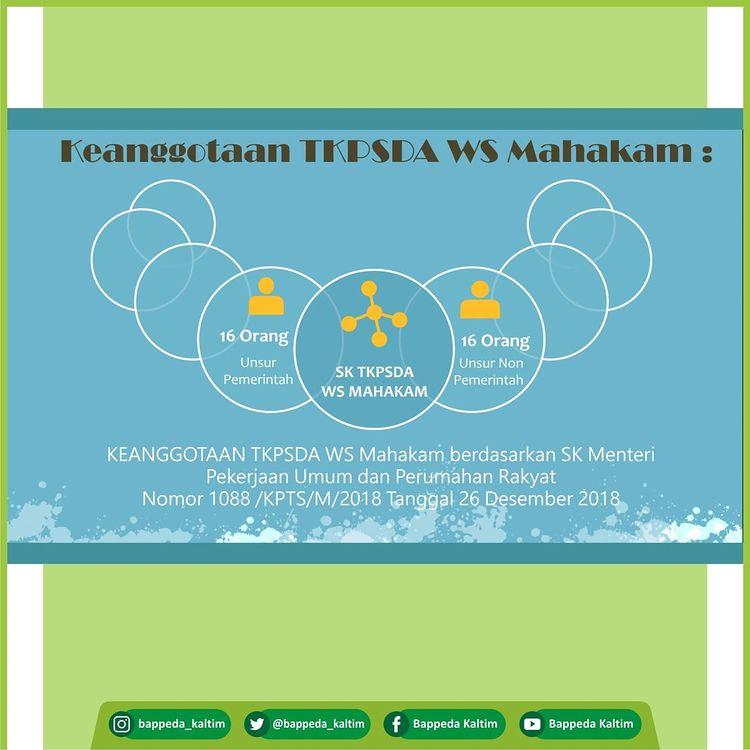 Keanggotaan TKPSDA WS Mahakam :
16 Orang
Unsur
Pemerintah
SK TKPSDA
WS MAHAKAM
16 Orang
Unsur Non
Pemerintah
KEANGGOTAAN TKPSDA WS Mahakam berdasarkan SK Menteri
Pekerjaan Umum dan Perumahan Rakyat
Nomor 1088 /KPTS/M/2018 Tanggal 26 Desember 2018
bappeda_kaltim
@bappeda_kaltim
Bappeda Kaltim
Bappeda Kaltim